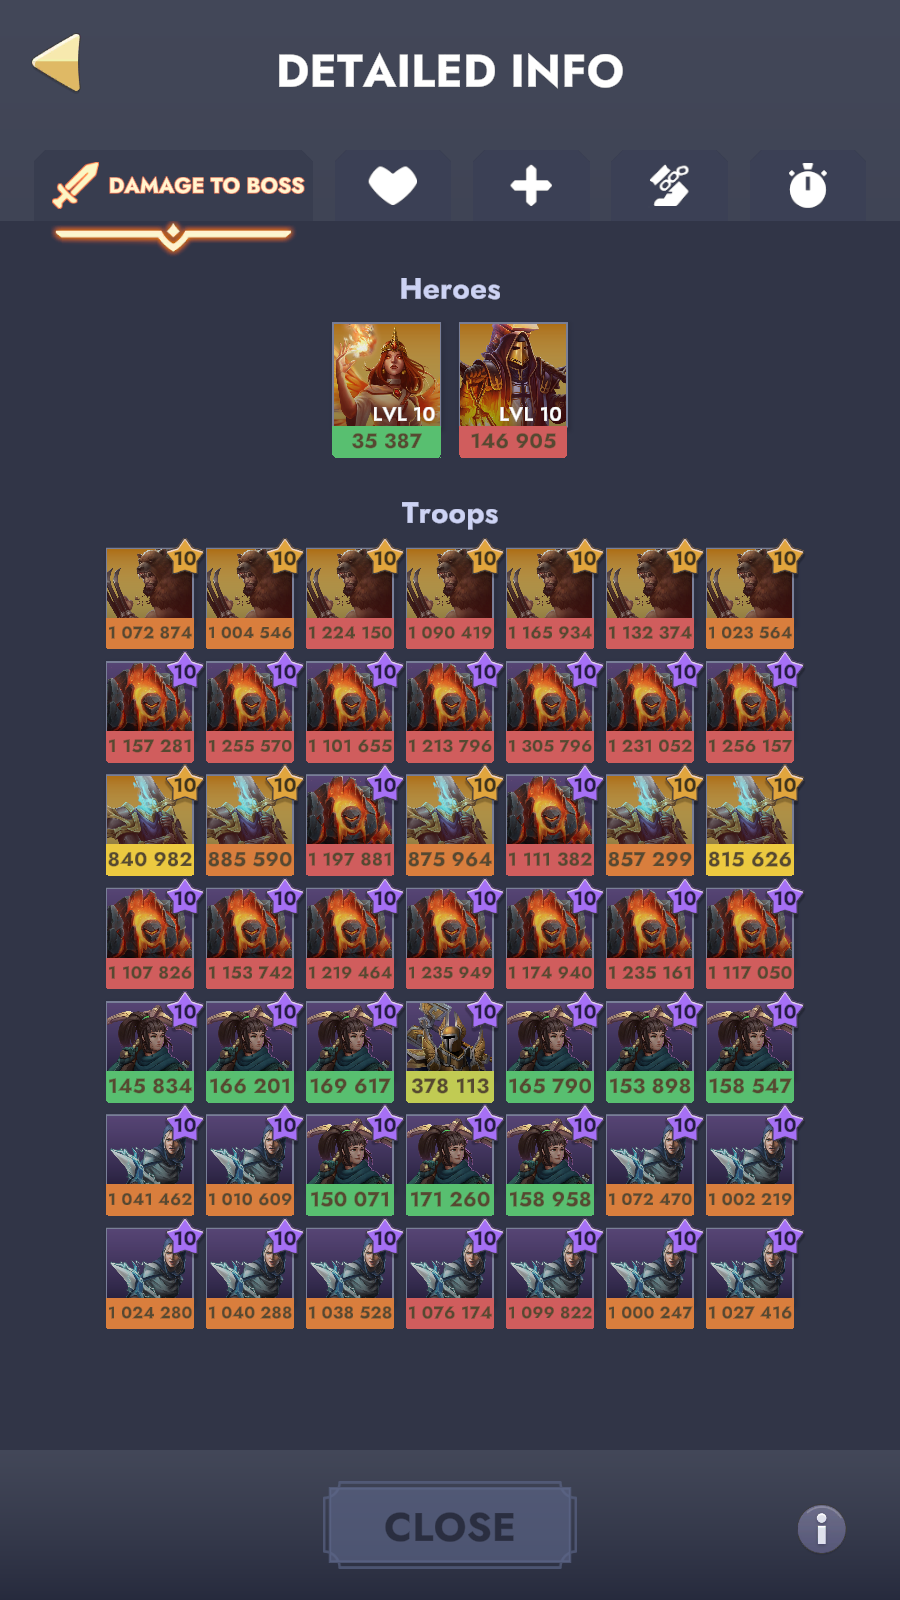 DETAILED INFO
DAMAGE TO BOSS
Heroes
LVL 10 LVL 10
35 387 146 905
Troops
10 10 10 10 10 10 10
1 072 874 1 004 546 1 224 150 1 090 419 1 165 934 1 132 374 1 023 564
10 10 10 10 10 10 10
1 157 281 1 255 570 1 101 655 1 213 796 1 305 796 1 231 052 1 256 157
10 10 10 10 10 10 10
840 982 885 590 1 197 881 875 964 1 111 382 857 299 815 626
10 10 10 10 10 10 10
1 107 826 1 153 742 1 219 464 1 235 949 1 174 940 1 235 161 1 117 050
10 10 10 10 10 10 10
145 834 166 201 169 617 378 113 165 790 153 898 158 547
10 10 10 10 10 10 10
1 041 462 1 010 609 150 071 171 260 158 958 1 072 470 1 002 219
10 10 10 10 10 10 10
1 024 280 1 040 288 1 038 528 1 076 174 1 099 822 1 000 247 1 027 416
CLOSE